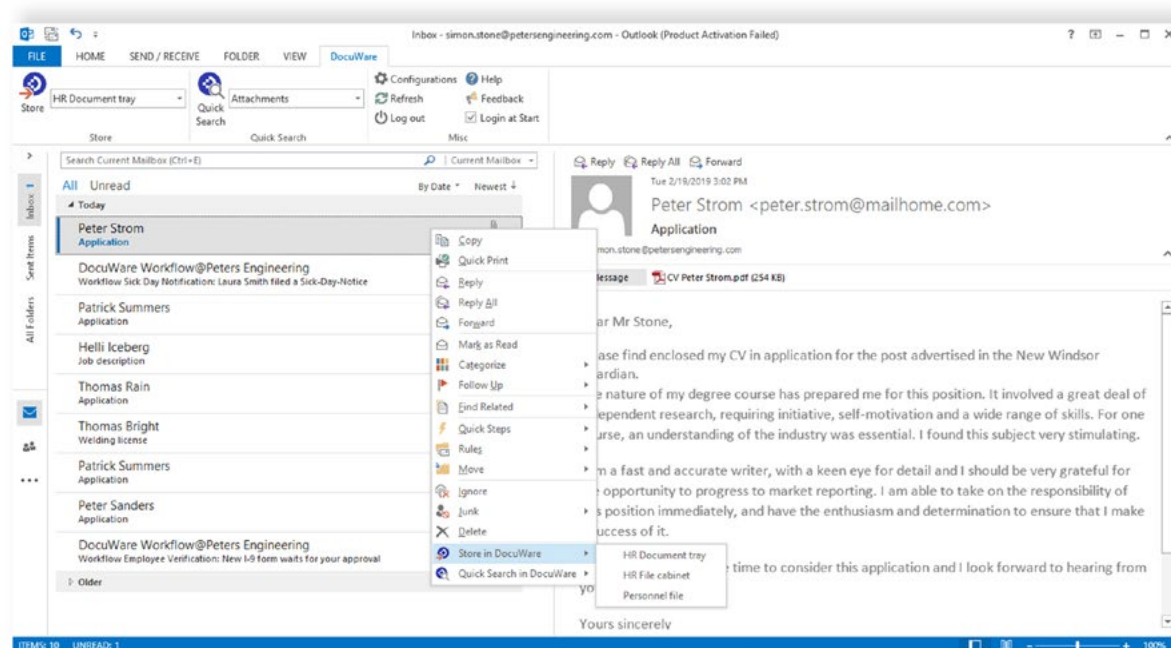 Inbox - simon.stone@petersengineering.com - Outlook (Product Activation Failed)
FILE HOME SEND / RECEIVE FOLDER VIEW DocuWare
Store
HR Document tray
Store
Quick Search
Attachments
Quick Search
Configurations
Refresh
Log out
Help
Feedback
Login at Start
Misc
Search Current Mailbox (Ctrl+E) Current Mailbox
All Unread By Date Newest
Today
Peter Strom
Application
DocuWare Workflow@Peters Engineering
Workflow Sick Day Notification: Laura Smith filed a Sick-Day-Notice
Patrick Summers
Application
Helli Iceberg
Job description
Thomas Rain
Application
Thomas Bright
Welding license
Patrick Summers
Application
Peter Sanders
Application
DocuWare Workflow@Peters Engineering
Workflow Employee Verification: New I-9 form waits for your approval
Older
Inbox 1
Sent Items
All Folders
Copy
Quick Print
Reply
Reply All
Forward
Mark as Read
Categorize
Follow Up
Find Related
Quick Steps
Rules
Move
Ignore
Junk
Delete
Store in DocuWare
Quick Search in DocuWare
HR Document tray
HR File cabinet
Personnel file
Reply Reply All Forward
Tue 2/19/2019 3:02 PM
Peter Strom <peter.strom@mailhome.com>
Application
mon.stone@petersengineering.com
essage CV Peter Strom.pdf (254 KB)
ar Mr Stone,
ase find enclosed my CV in application for the post advertised in the New Windsor
ardian.
e nature of my degree course has prepared me for this position. It involved a great deal of
ependent research, requiring initiative, self-motivation and a wide range of skills. For one
urse, an understanding of the industry was essential. I found this subject very stimulating.
m a fast and accurate writer, with a keen eye for detail and I should be very grateful for
opportunity to progress to market reporting. I am able to take on the responsibility of
s position immediately, and have the enthusiasm and determination to ensure that I make
uccess of it.
time to consider this application and I look forward to hearing from
yo
Yours sincerely
ITEMS: 10 UNREAD: 1 100%